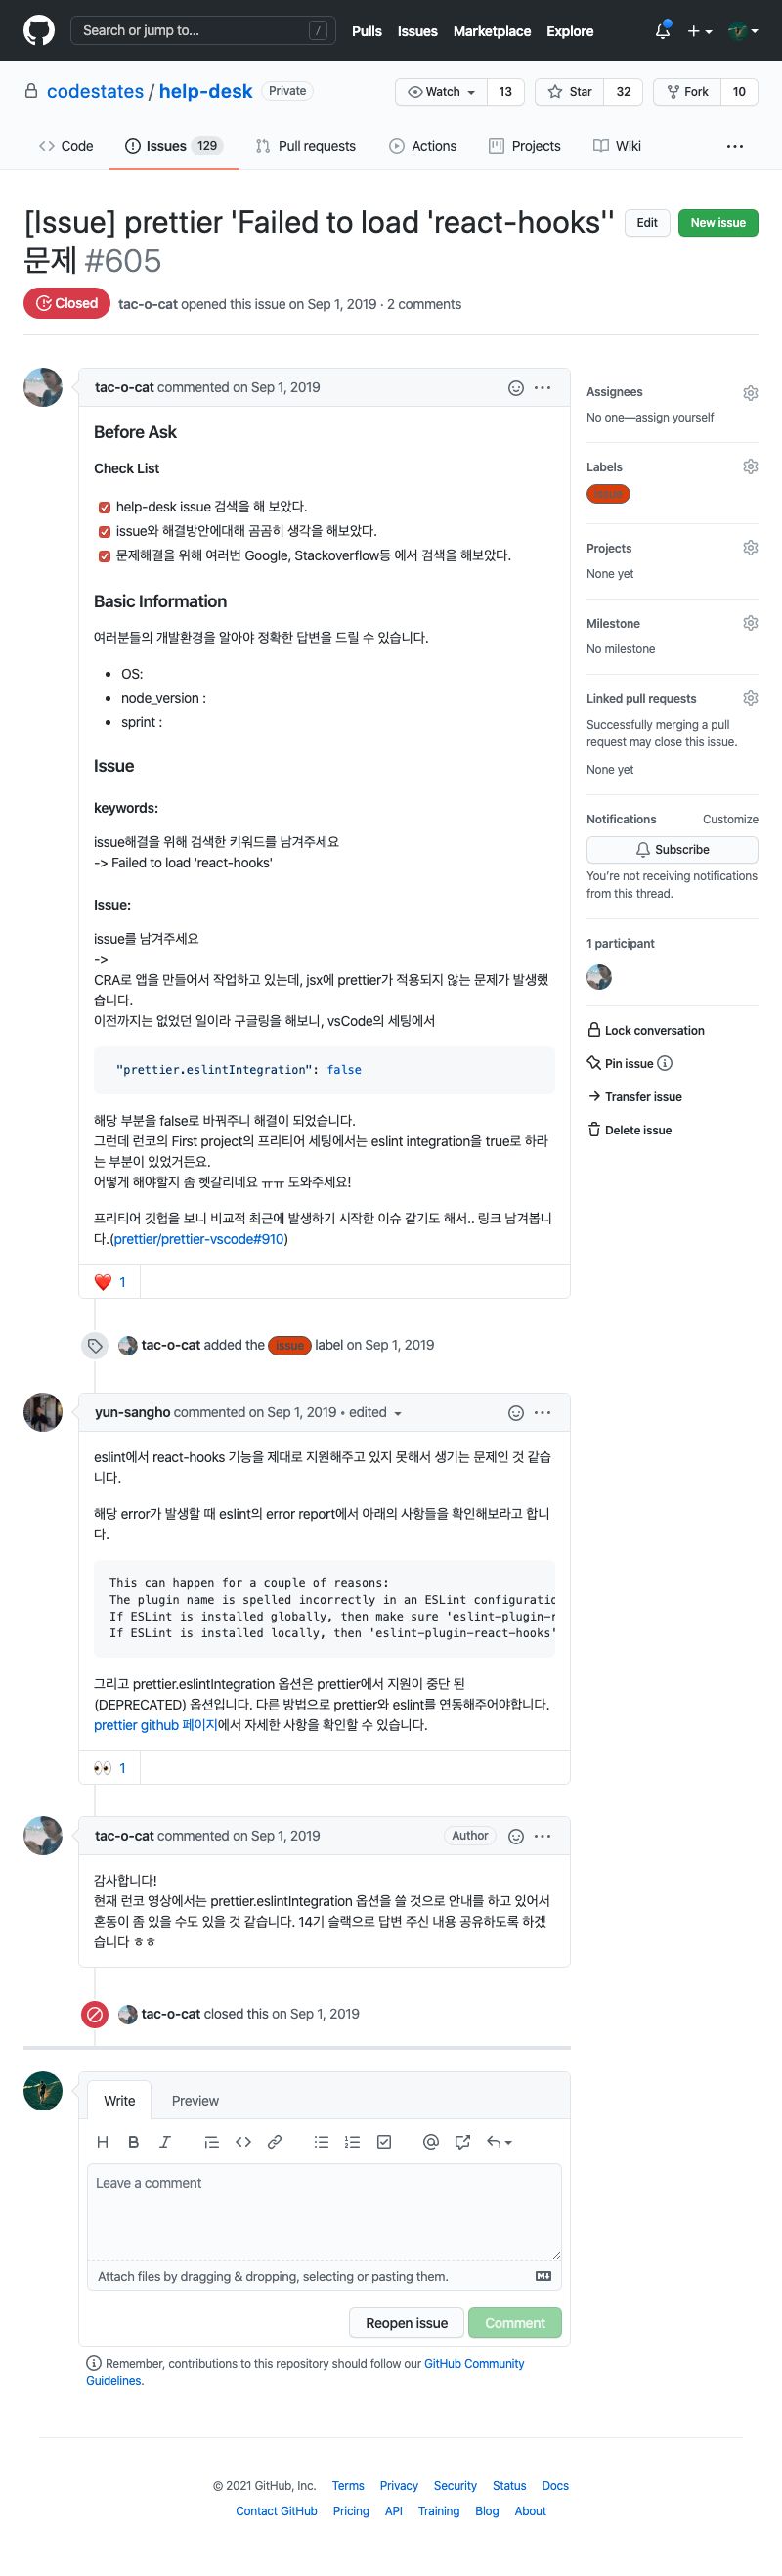 Search or jump to... /
Pulls Issues Marketplace Explore
codestates / help-desk Private
Watch 13 Star 32 Fork 10
Code Issues 129 Pull requests Actions Projects Wiki
[Issue] prettier 'Failed to load 'react-hooks''
문제 #605
Edit New issue
Closed tac-o-cat opened this issue on Sep 1, 2019 · 2 comments
tac-o-cat commented on Sep 1, 2019
Before Ask
Check List
help-desk issue 검색을 해 보았다.
issue와 해결방안에대해 곰곰히 생각을 해보았다.
문제해결을 위해 여러번 Google, Stackoverflow등 에서 검색을 해보았다.
Basic Information
여러분들의 개발환경을 알아야 정확한 답변을 드릴 수 있습니다.
OS:
node_version :
sprint :
Issue
keywords:
issue해결을 위해 검색한 키워드를 남겨주세요
-> Failed to load 'react-hooks'
Issue:
issue를 남겨주세요
->
CRA로 앱을 만들어서 작업하고 있는데, jsx에 prettier가 적용되지 않는 문제가 발생했
습니다.
이전까지는 없었던 일이라 구글링을 해보니, vsCode의 세팅에서
"prettier.eslintIntegration": false
해당 부분을 false로 바꿔주니 해결이 되었습니다.
그런데 런코의 First project의 프리티어 세팅에서는 eslint integration을 true로 하라
는 부분이 있었거든요.
어떻게 해야할지 좀 헷갈리네요 ㅠㅠ 도와주세요!
프리티어 깃헙을 보니 비교적 최근에 발생하기 시작한 이슈 같기도 해서.. 링크 남겨봅니
다.(prettier/prettier-vscode#910)
1
tac-o-cat added the issue label on Sep 1, 2019
yun-sangho commented on Sep 1, 2019 • edited
eslint에서 react-hooks 기능을 제대로 지원해주고 있지 못해서 생기는 문제인 것 같습
니다.
해당 error가 발생할 때 eslint의 error report에서 아래의 사항들을 확인해보라고 합니
다.
This can happen for a couple of reasons:
The plugin name is spelled incorrectly in an ESLint configuratio
If ESLint is installed globally, then make sure 'eslint-plugin-r
If ESLint is installed locally, then 'eslint-plugin-react-hooks'
그리고 prettier.eslintIntegration 옵션은 prettier에서 지원이 중단 된
(DEPRECATED) 옵션입니다. 다른 방법으로 prettier와 eslint를 연동해주어야합니다.
prettier github 페이지에서 자세한 사항을 확인할 수 있습니다.
1
tac-o-cat commented on Sep 1, 2019 Author
감사합니다!
현재 런코 영상에서는 prettier.eslintIntegration 옵션을 쓸 것으로 안내를 하고 있어서
혼동이 좀 있을 수도 있을 것 같습니다. 14기 슬랙으로 답변 주신 내용 공유하도록 하겠
습니다 ㅎㅎ
tac-o-cat closed this on Sep 1, 2019
Write Preview
Leave a comment
Attach files by dragging & dropping, selecting or pasting them.
Reopen issue Comment
Remember, contributions to this repository should follow our GitHub Community
Guidelines.
Assignees
No one—assign yourself
Labels
issue
Projects
None yet
Milestone
No milestone
Linked pull requests
Successfully merging a pull
request may close this issue.
None yet
Notifications Customize
Subscribe
You're not receiving notifications
from this thread.
1 participant
Lock conversation
Pin issue
Transfer issue
Delete issue
© 2021 GitHub, Inc. Terms Privacy Security Status Docs
Contact GitHub Pricing API Training Blog About